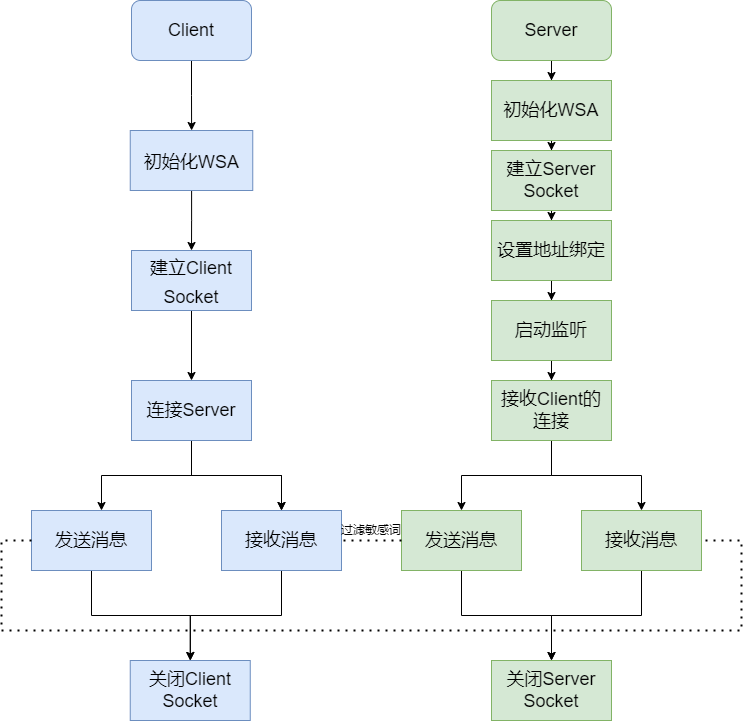 Client
初始化WSA
建立Client
Socket
连接Server
发送消息
接收消息
关闭Client
Socket
过滤敏感词
Server
初始化WSA
建立Server
Socket
设置地址绑定
启动监听
接收Client的
连接
发送消息
接收消息
关闭Server
Socket